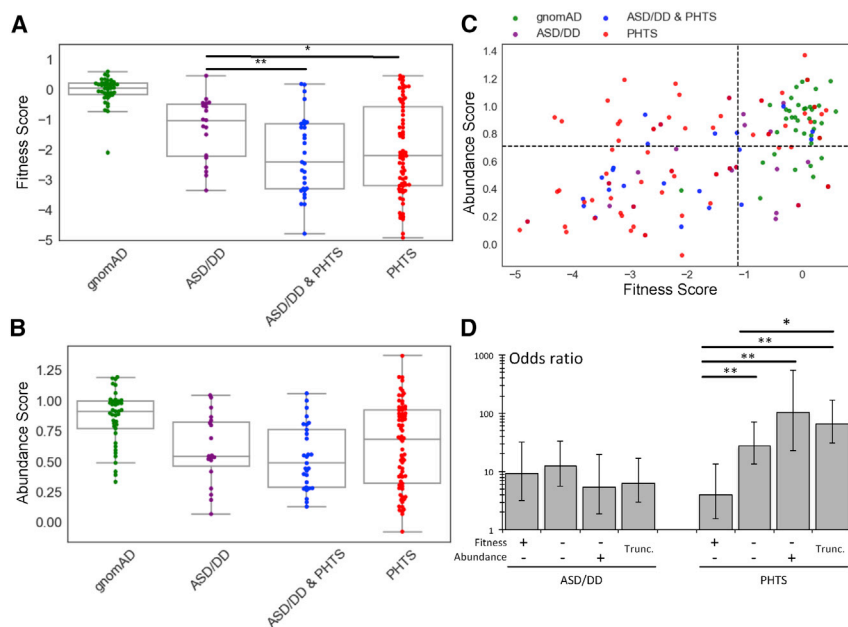 A
Fitness Score
1
0
−1
−2
−3
−4
−5
*
**
gnomAD
ASD/DD
ASD/DD & PHTS
PHTS
B
Abundance Score
1.25
1.00
0.75
0.50
0.25
0.00
gnomAD
ASD/DD
ASD/DD & PHTS
PHTS
C
gnomAD ASD/DD & PHTS
ASD/DD PHTS
Abundance Score
1.4
1.2
1.0
0.8
0.6
0.4
0.2
0.0
−5 −4 −3 −2 −1 0
Fitness Score
D
Odds ratio
1000
100
10
1
*
**
**
**
Fitness + - - Trunc. + - - Trunc.
Abundance - - + - - +
ASD/DD PHTS